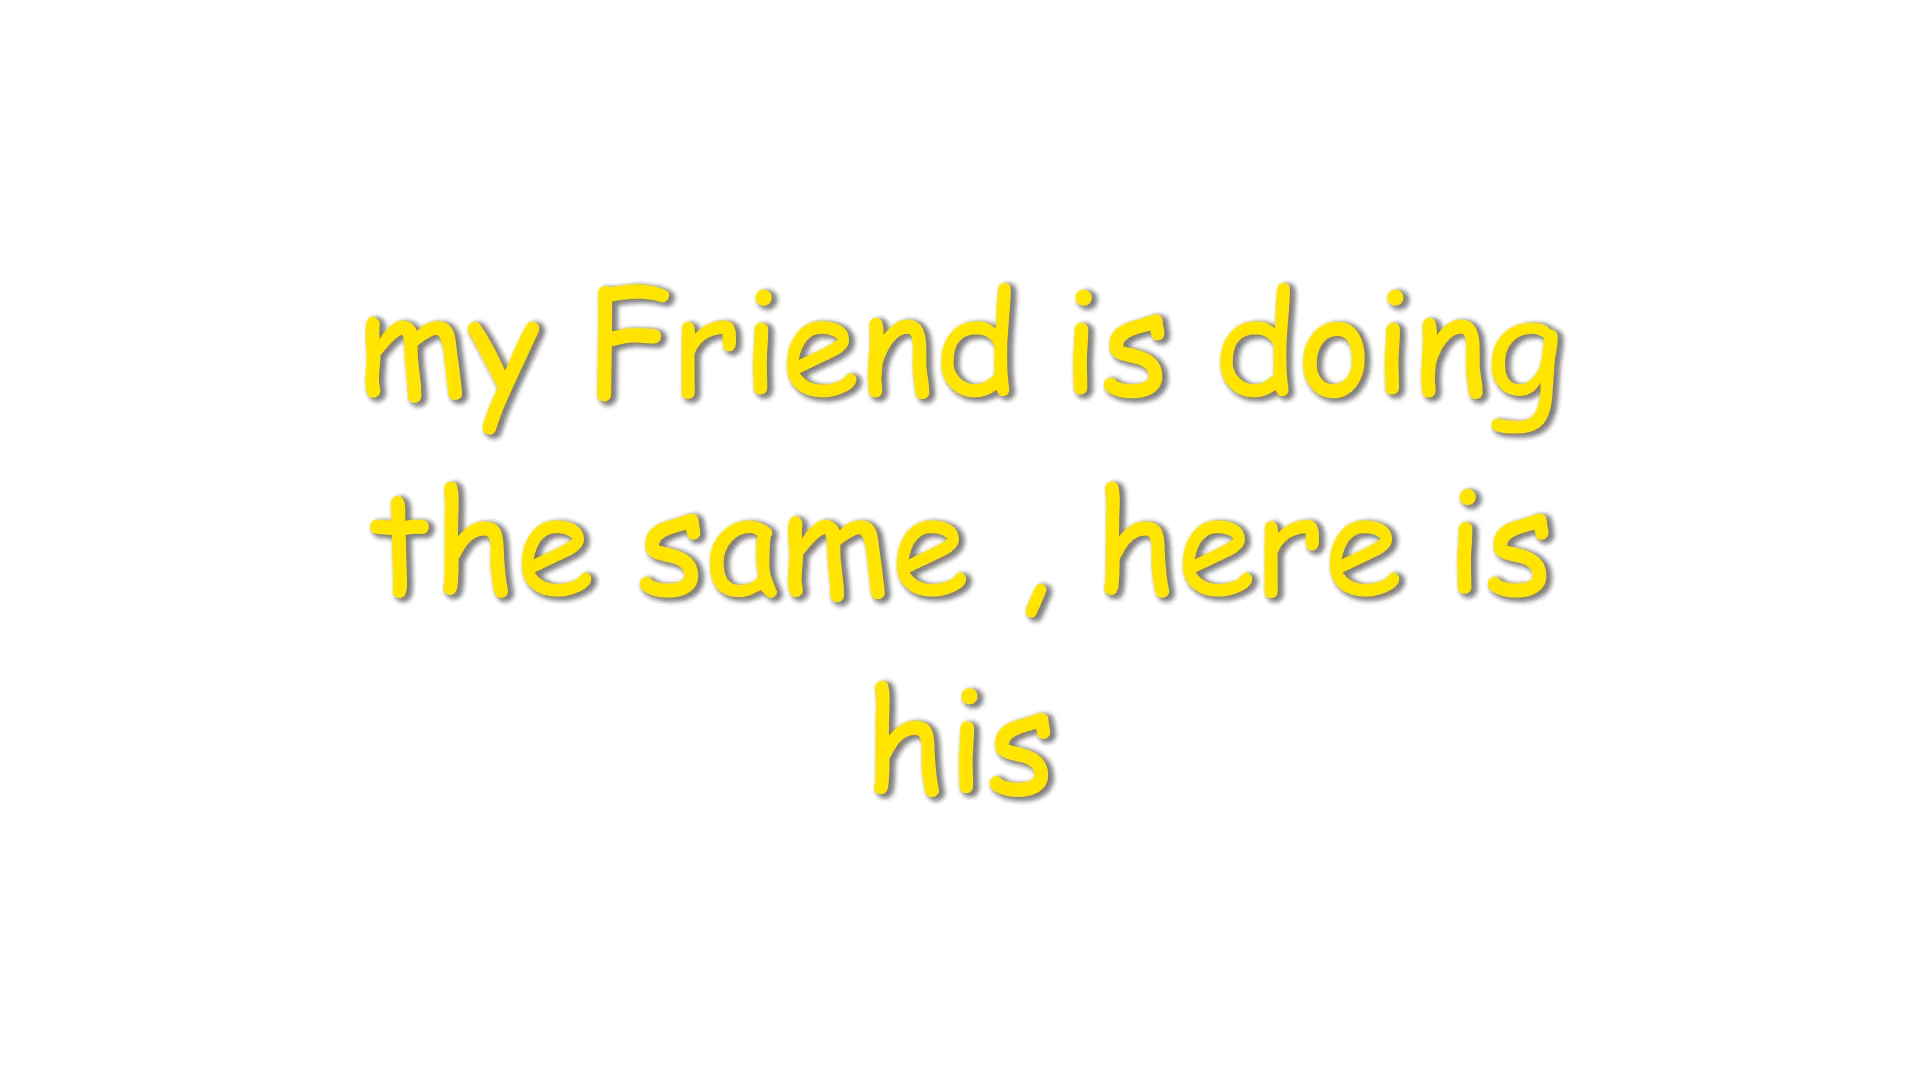 my Friend is doing
the same , here is
his